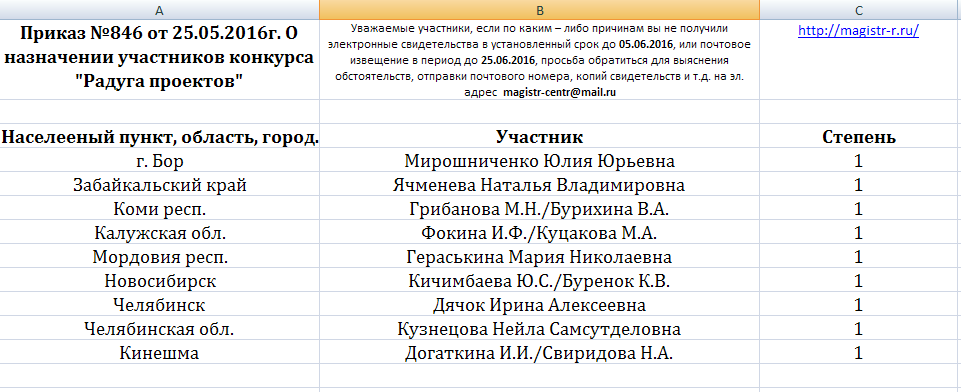 A B C
Приказ №846 от 25.05.2016г. О
назначении участников конкурса
"Радуга проектов"
Уважаемые участники, если по каким – либо причинам вы не получили
электронные свидетельства в установленный срок до 05.06.2016, или почтовое
извещение в период до 25.06.2016, просьба обратиться для выяснения
обстоятельств, отправки почтового номера, копий свидетельств и т.д. на эл.
адрес magistr-centr@mail.ru
http://magistr-r.ru/
Населееный пункт, область, город. Участник Степень
г. Бор Мирошниченко Юлия Юрьевна 1
Забайкальский край Ячменева Наталья Владимировна 1
Коми респ. Грибанова М.Н./Бурихина В.А. 1
Калужская обл. Фокина И.Ф./Куцакова М.А. 1
Мордовия респ. Гераськина Мария Николаевна 1
Новосибирск Кичимбаева Ю.С./Буренок К.В. 1
Челябинск Дячок Ирина Алексеевна 1
Челябинская обл. Кузнецова Нейла Самсутделовна 1
Кинешма Догаткина И.И./Свиридова Н.А. 1